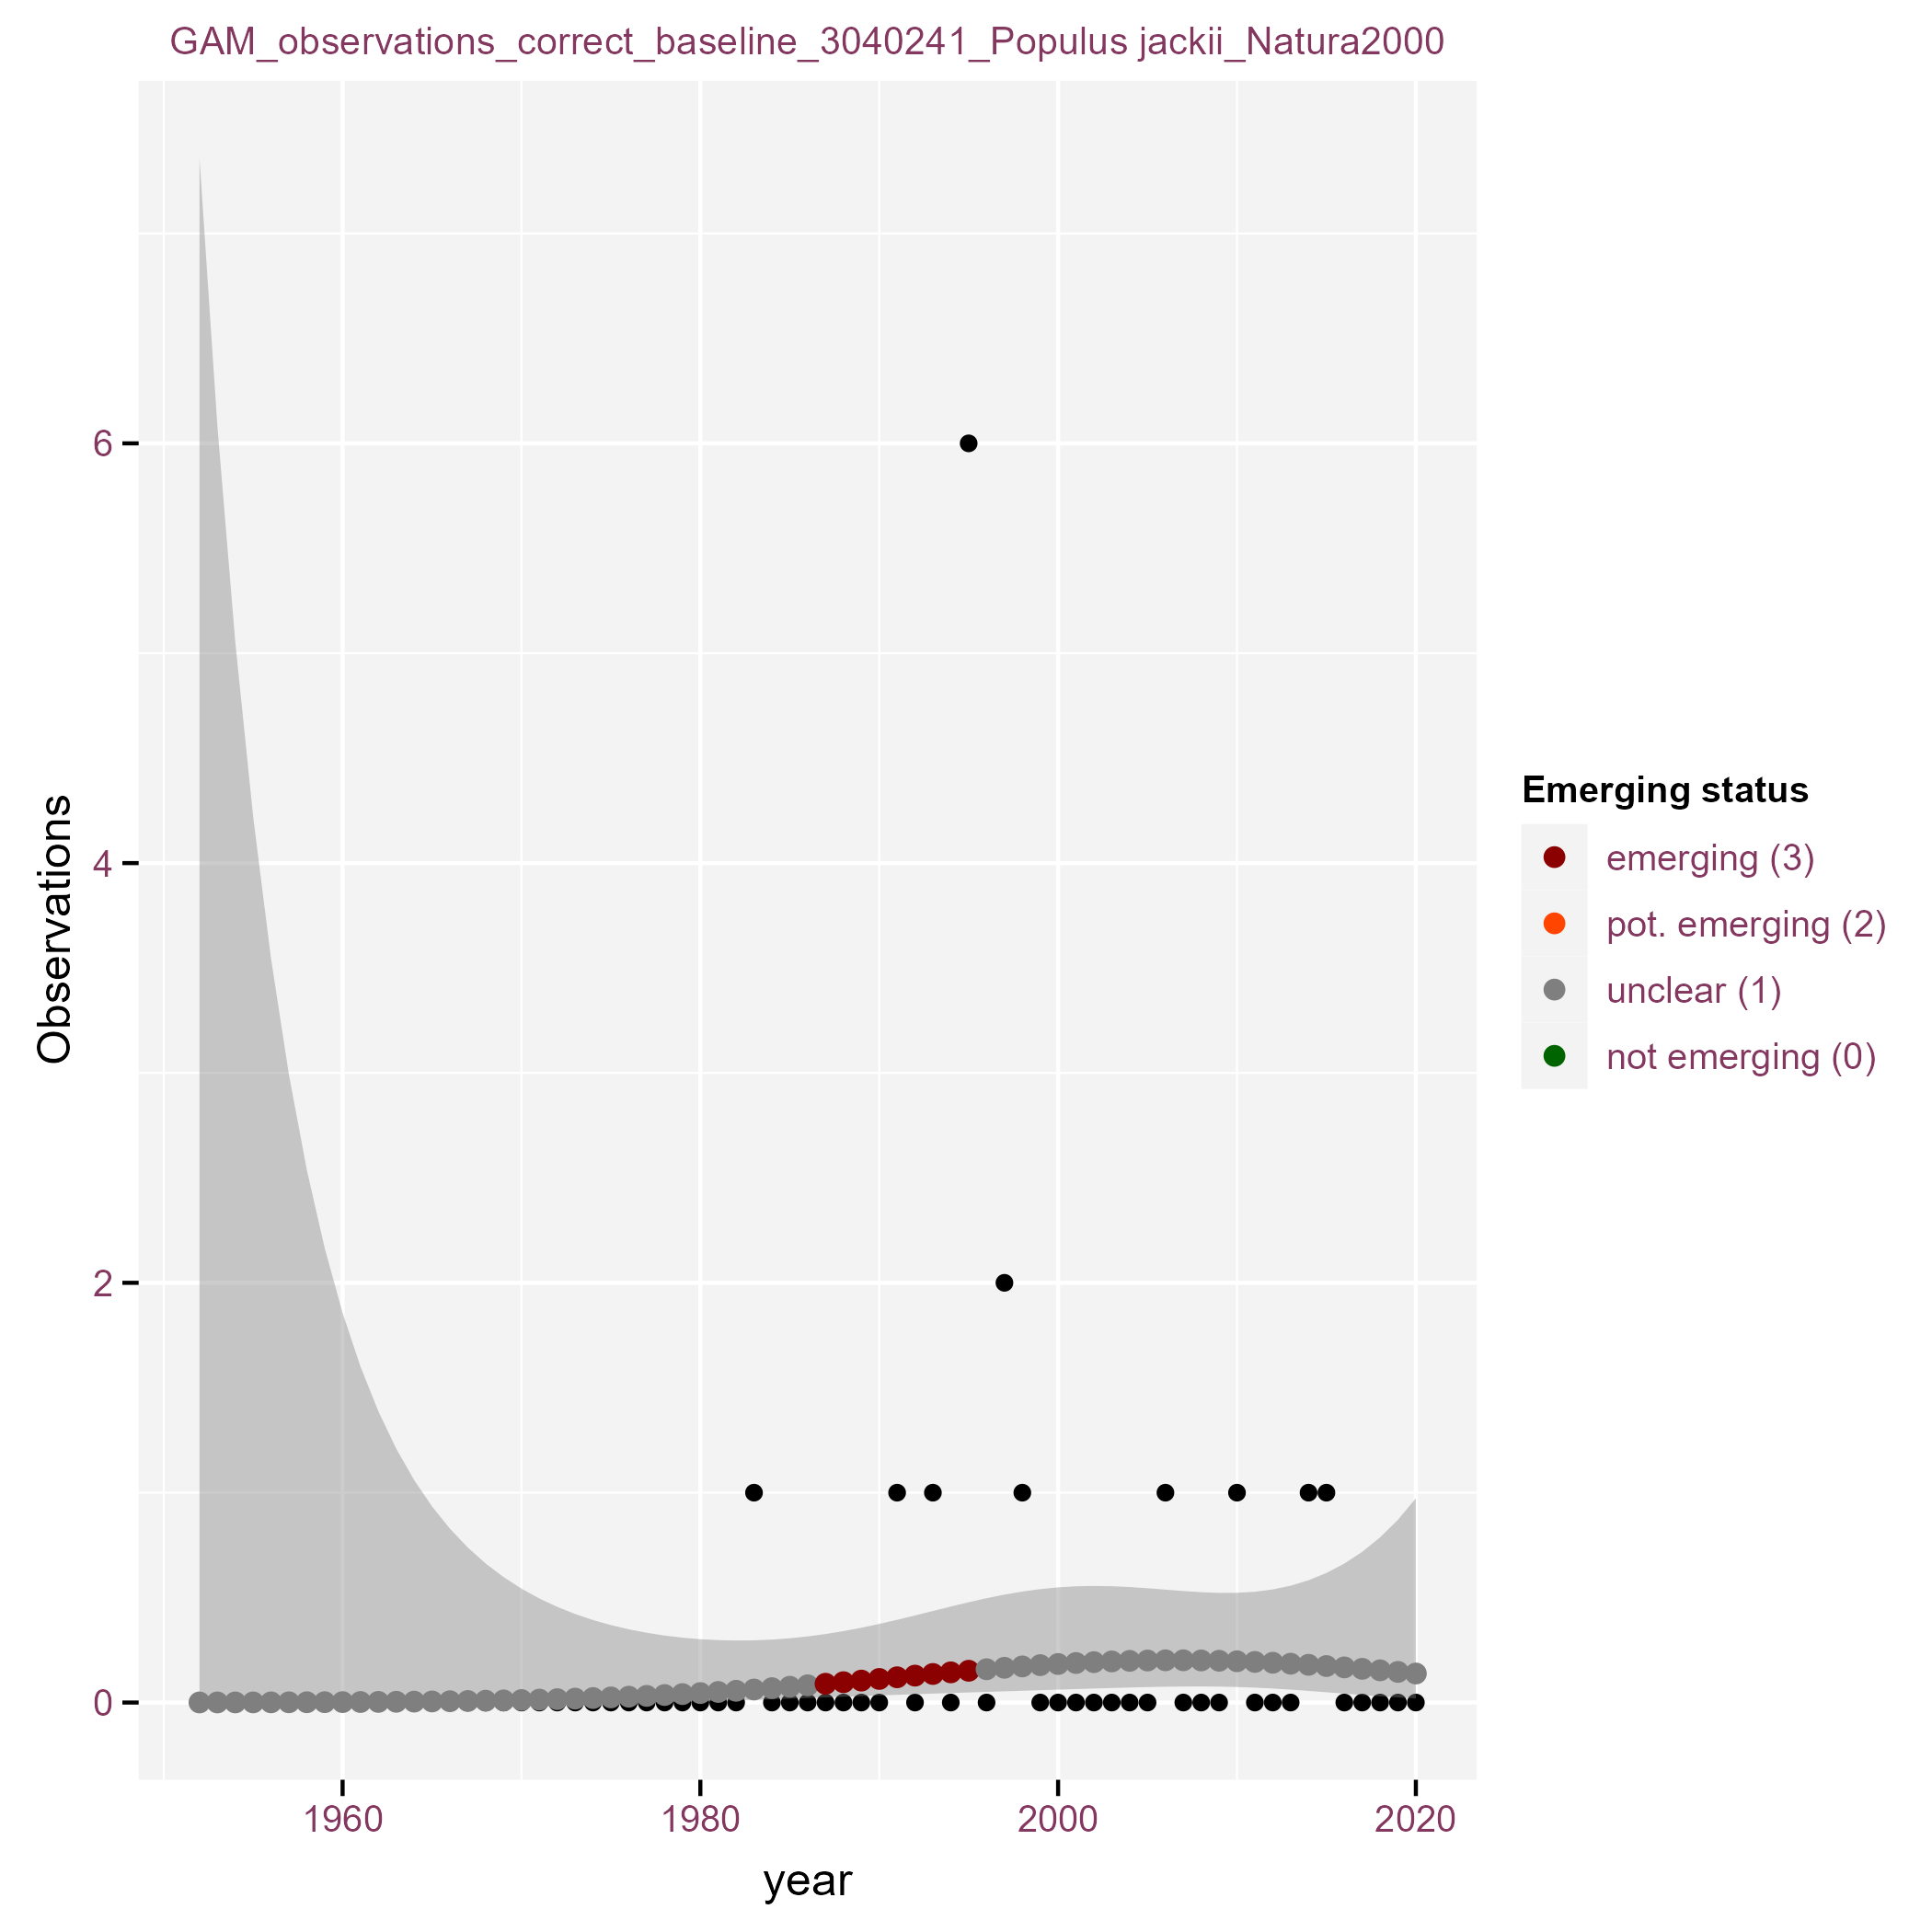 GAM_observations_correct_baseline_3040241_Populus jackii_Natura2000
Observations
6
4
2
0
1960
1980
2000
2020
year
Emerging status
emerging (3)
pot. emerging (2)
unclear (1)
not emerging (0)